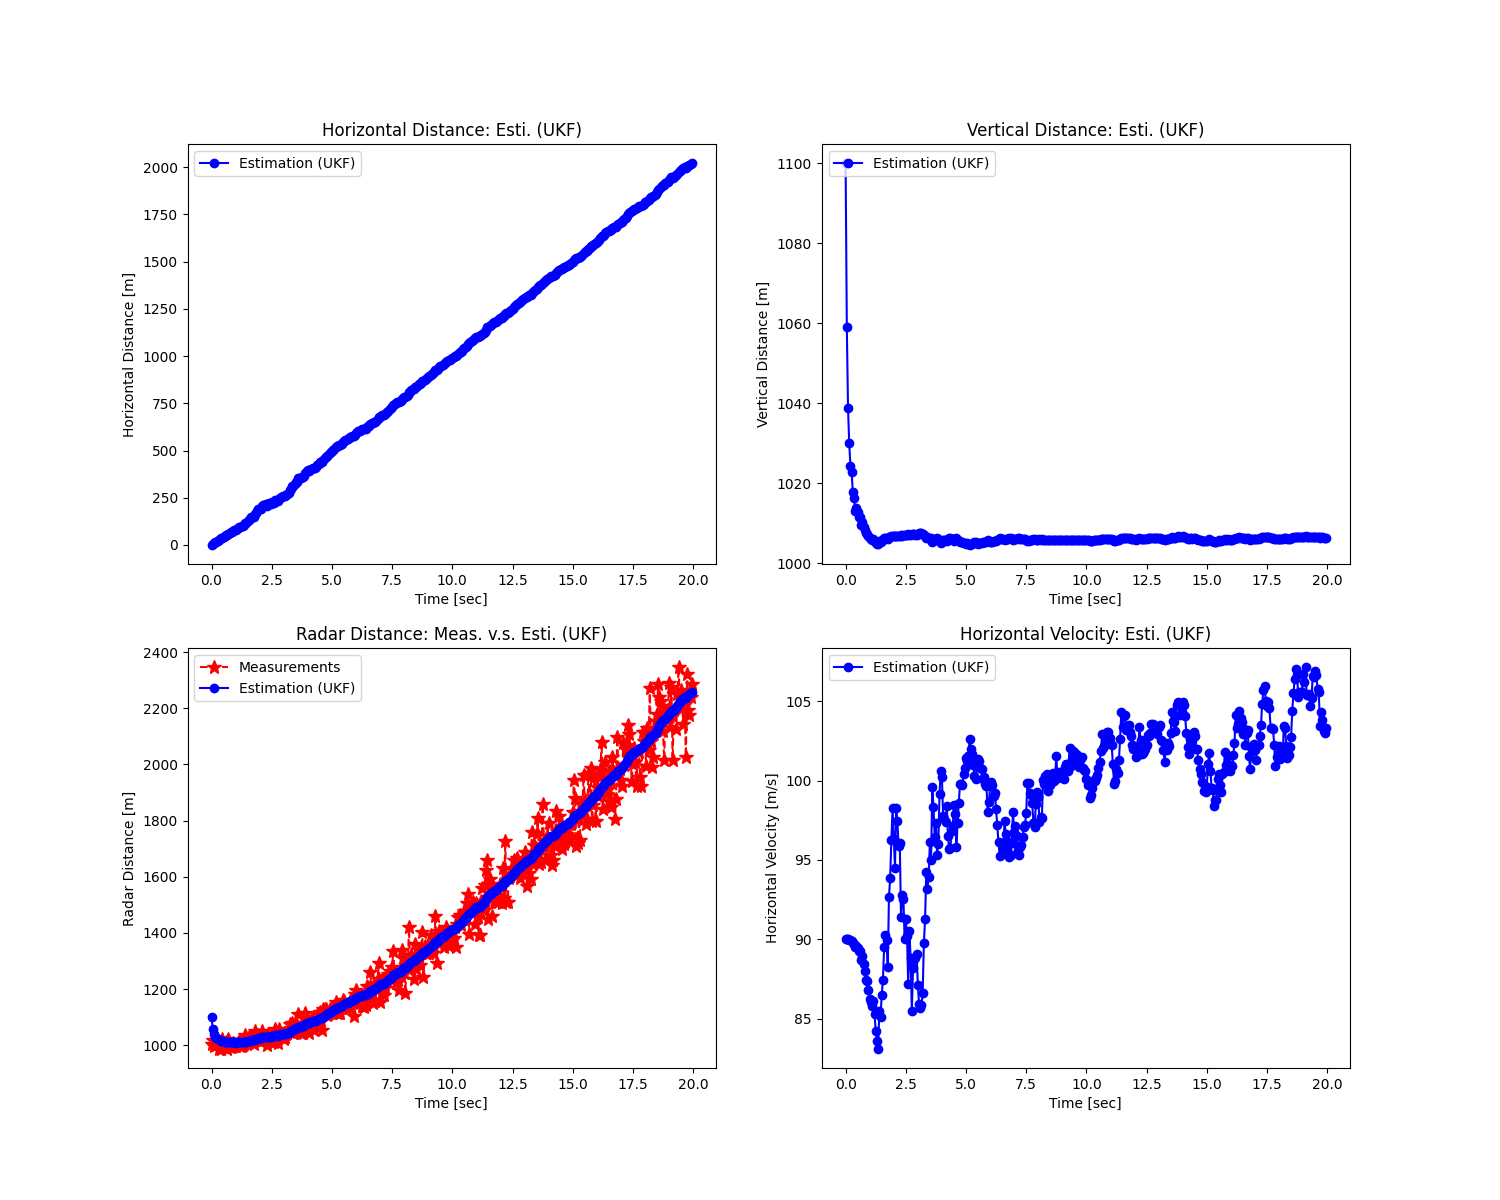 Horizontal Distance: Esti. (UKF)
Estimation (UKF)
2000
1750
1500
1250
1000
750
500
250
0
Horizontal Distance [m]
0.0 2.5 5.0 7.5 10.0 12.5 15.0 17.5 20.0
Time [sec]
Vertical Distance: Esti. (UKF)
Estimation (UKF)
1100
1080
1060
1040
1020
1000
Vertical Distance [m]
0.0 2.5 5.0 7.5 10.0 12.5 15.0 17.5 20.0
Time [sec]
Radar Distance: Meas. v.s. Esti. (UKF)
Measurements
Estimation (UKF)
2400
2200
2000
1800
1600
1400
1200
1000
Radar Distance [m]
0.0 2.5 5.0 7.5 10.0 12.5 15.0 17.5 20.0
Time [sec]
Horizontal Velocity: Esti. (UKF)
Estimation (UKF)
105
100
95
90
85
Horizontal Velocity [m/s]
0.0 2.5 5.0 7.5 10.0 12.5 15.0 17.5 20.0
Time [sec]